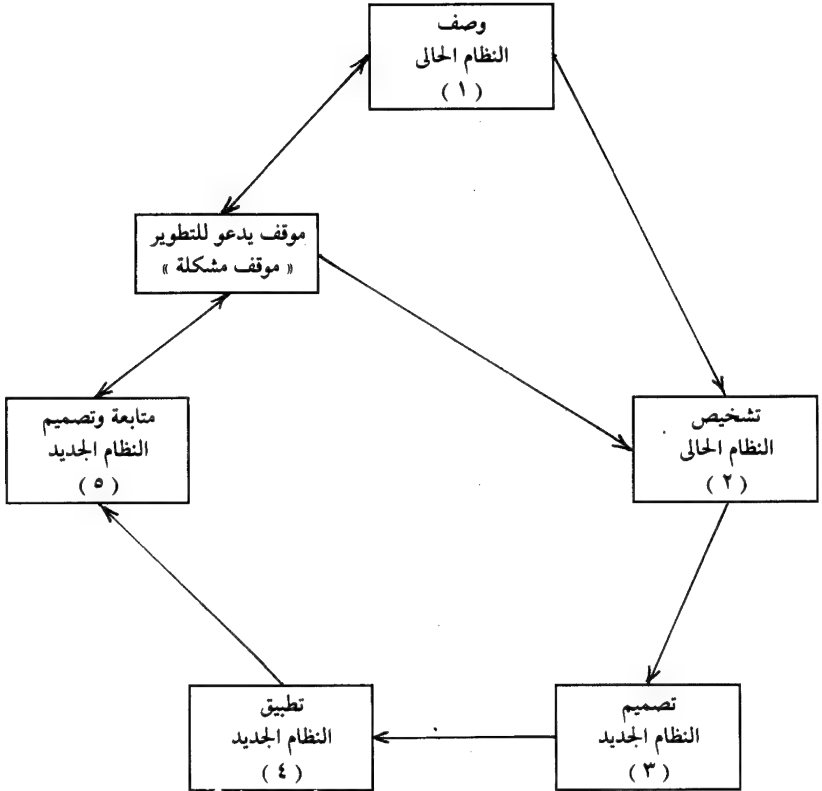 وصف
النظام الحالى
( ١ )
موقف يدعو للتطوير
« موقف مشكلة »
تشخيص
النظام الحالى
( ٢ )
متابعة وتصميم
النظام الجديد
( ٥ )
تصميم
النظام الجديد
( ٣ )
تطبيق
النظام الجديد
( ٤ )